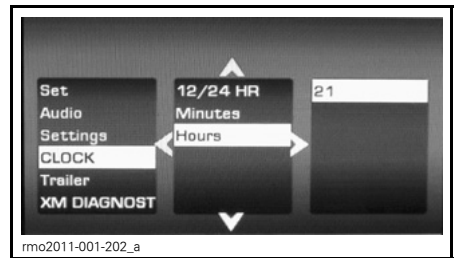 Set
Audio
Settings
CLOCK
Trailer
XM DIAGNOST
12/24 HR
Minutes
Hours
21
rmo2011-001-202_a